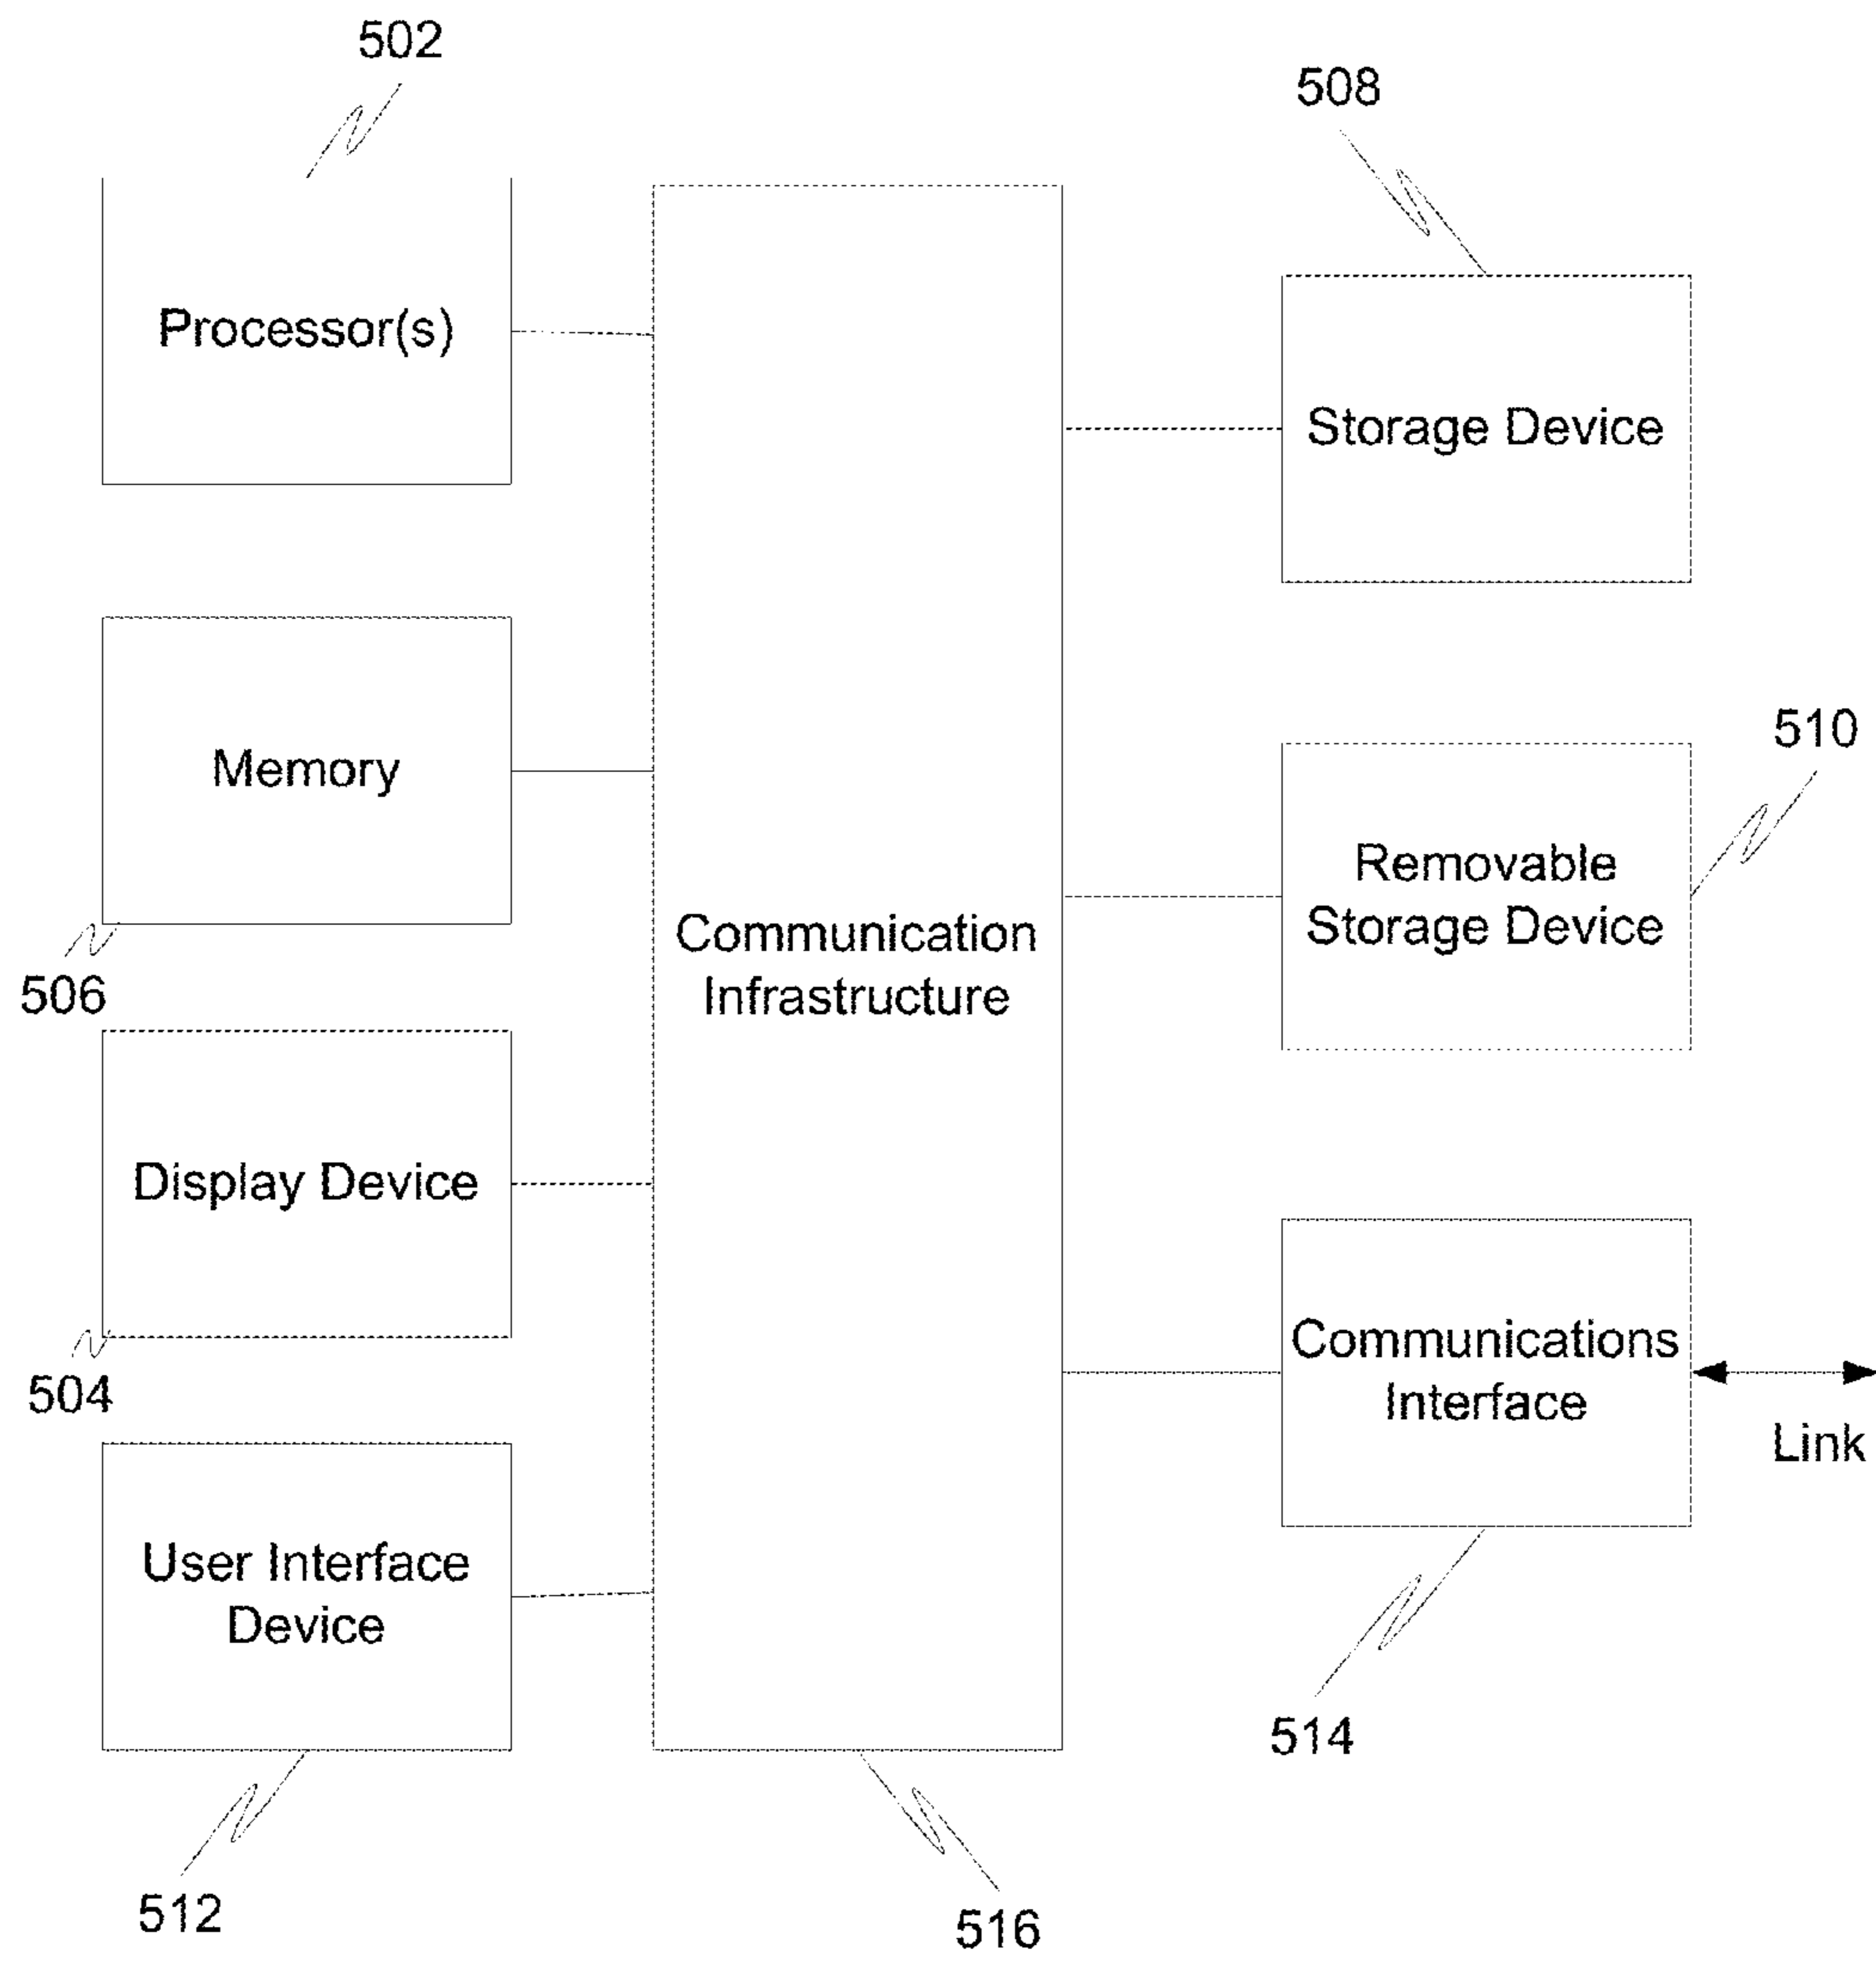 502
508
Processor(s)
Storage Device
510
Memory
Removable
Storage Device
Communication
Infrastructure
506
Display Device
Communications
Interface
504
Link
User Interface
Device
514
512
516